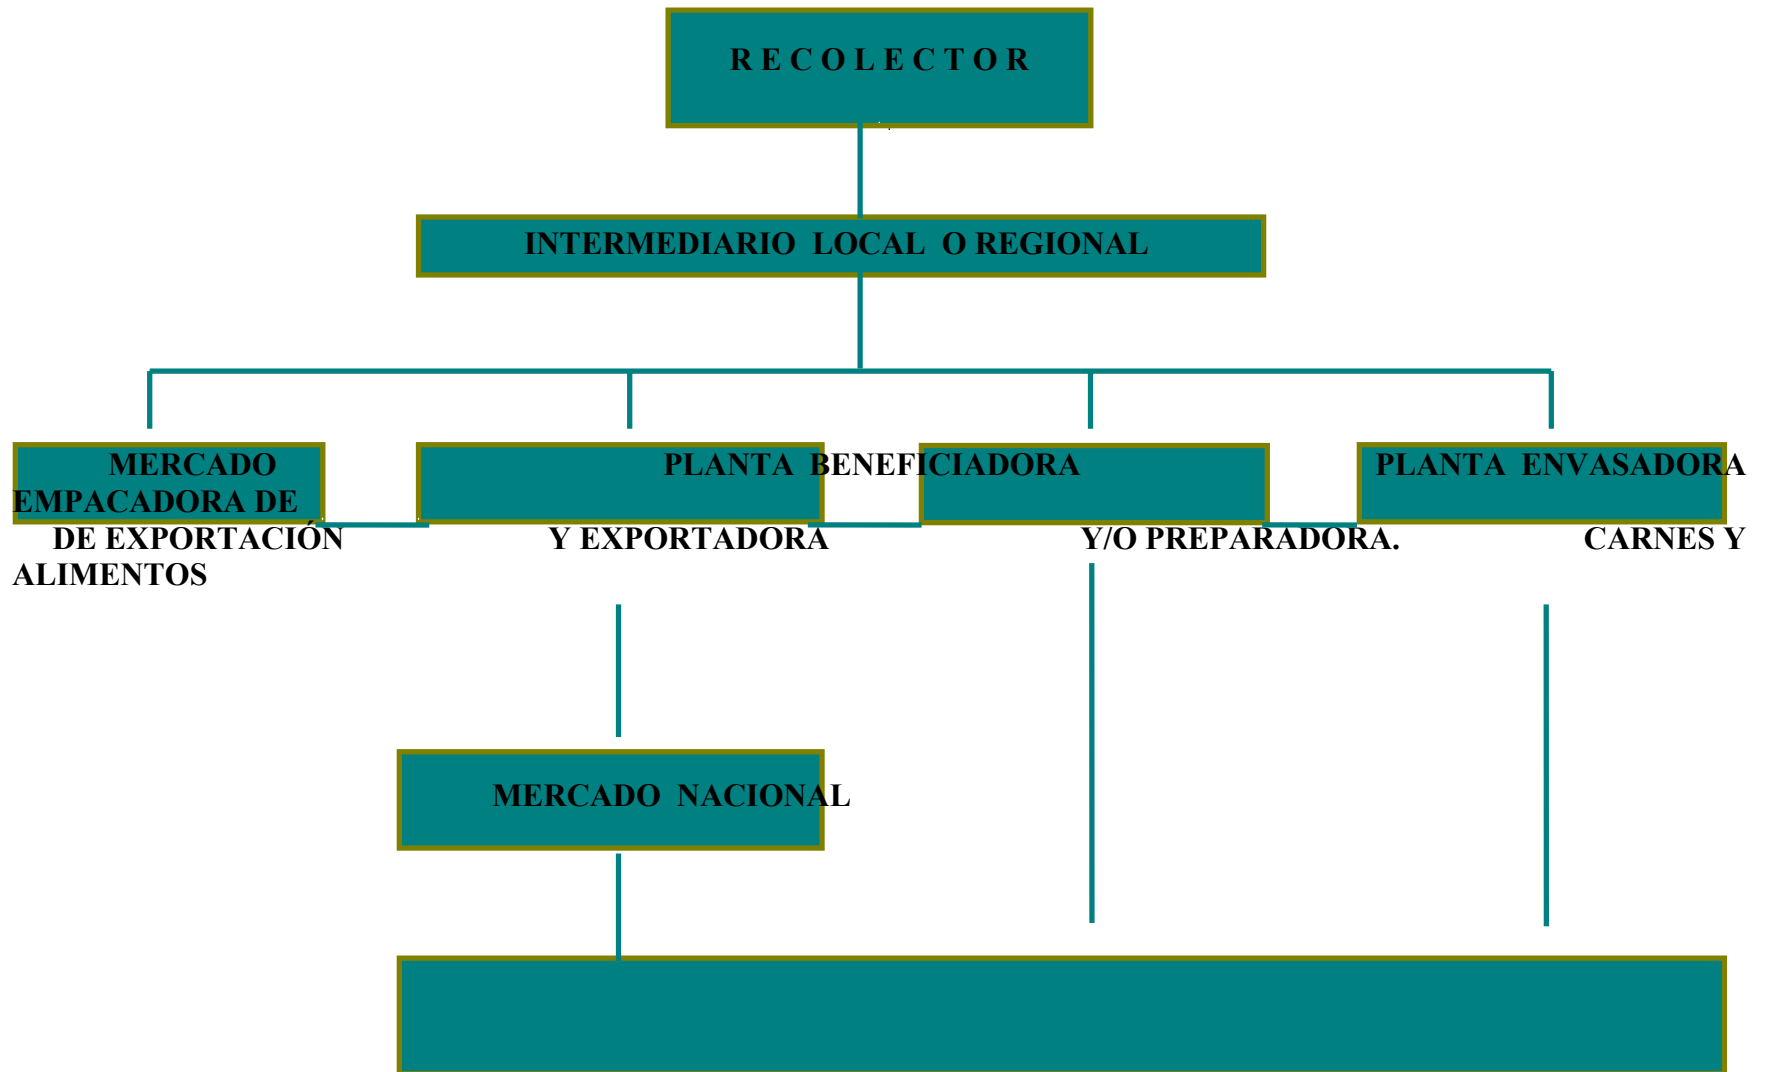 R E C O L E C T O R
INTERMEDIARIO LOCAL O REGIONAL
MERCADO PLANTA BENEFICIADORA PLANTA ENVASADORA
EMPACADORA DE
DE EXPORTACIÓN Y EXPORTADORA Y/O PREPARADORA. CARNES Y
ALIMENTOS
MERCADO NACIONAL